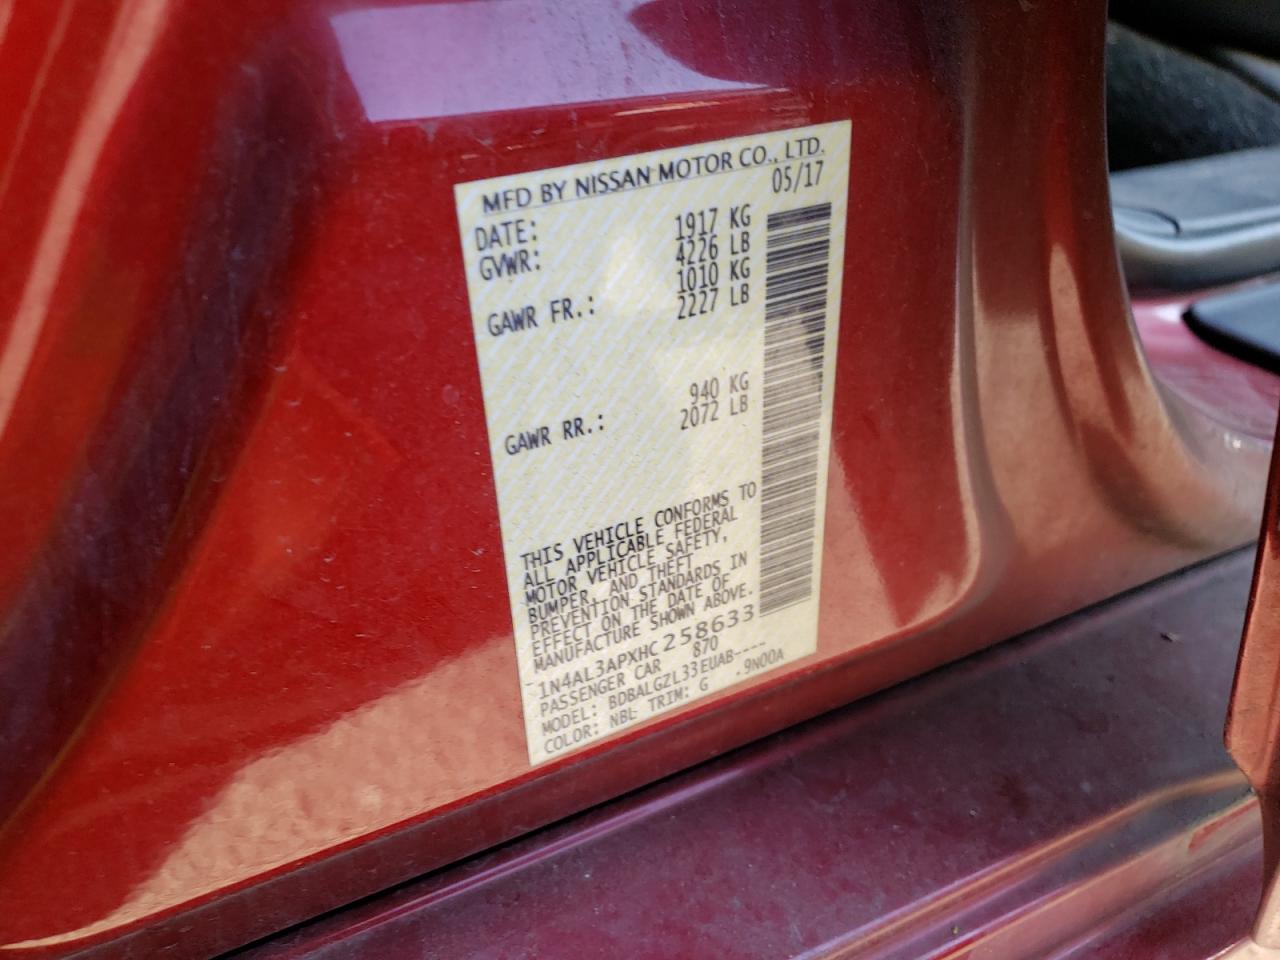 MFD BY NISSAN MOTOR CO., LTD.
DATE: 05/17
GVWR: 1917 KG
4226 LB
GAWR FR.: 1010 KG
2227 LB
GAWR RR.: 940 KG
2072 LB
THIS VEHICLE CONFORMS TO
ALL APPLICABLE FEDERAL
MOTOR VEHICLE SAFETY,
BUMPER, AND THEFT
PREVENTION STANDARDS IN
EFFECT ON THE DATE OF
MANUFACTURE SHOWN ABOVE.
1N4AL3APXHC258633
PASSENGER CAR 870
MODEL: BDBALGZL33EUAB----
COLOR: NBL TRIM: G .9N00A